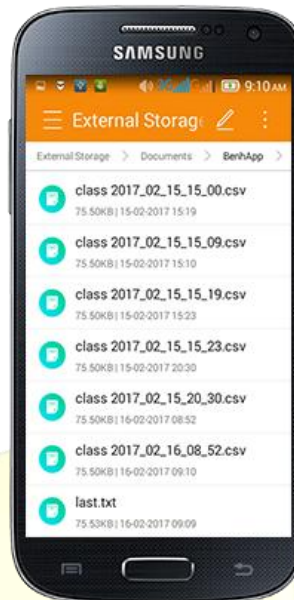 SAMSUNG
9:10 AM
External Storag
External Storage > Documents > BenhApp >
class 2017_02_15_15_00.csv
75.50KB | 15-02-2017 15:19
class 2017_02_15_15_09.csv
75.50KB | 15-02-2017 15:10
class 2017_02_15_15_19.csv
75.50KB | 15-02-2017 15:23
class 2017_02_15_15_23.csv
75.50KB | 15-02-2017 20:30
class 2017_02_15_20_30.csv
75.50KB | 16-02-2017 08:52
class 2017_02_16_08_52.csv
75.50KB | 16-02-2017 09:10
last.txt
75.53KB | 16-02-2017 09:09